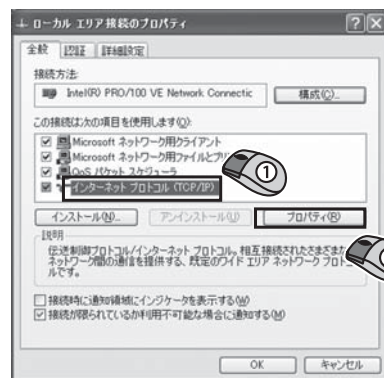 ローカル エリア接続のプロパティ
全般 認証 詳細設定
接続方法:
Intel(R) PRO/100 VE Network Connectic
構成(C)...
この接続は次の項目を使用します(O):
Microsoft ネットワーク用クライアント
Microsoft ネットワーク用ファイルとプリ
QoS パケット スケジューラ
インターネット プロトコル (TCP/IP)
①
インストール(N)... アンインストール(U) プロパティ(R)
説明
伝送制御プロトコル/インターネット プロトコル。相互接続されたさまざまな
ネットワーク間の通信を提供する、既定のワイド エリア ネットワーク プロトコ
ルです。
接続時に通知領域にインジケータを表示する(W)
接続が限られているか利用不可能な場合に通知する(M)
OK キャンセル